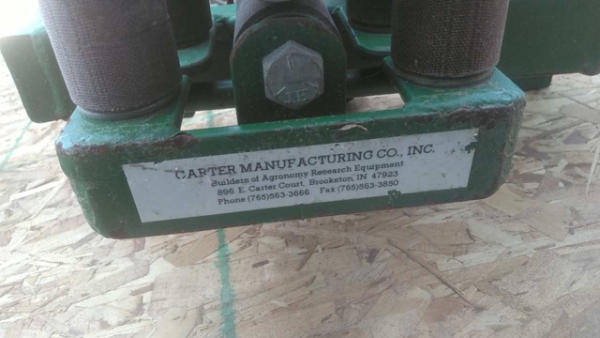 CARTER MANUFACTURING CO., INC.
Builders of Agronomy Research Equipment
896 E. Carter Court, Brookston, IN 47923
Phone (765)563-3666 Fax (765)563-3850